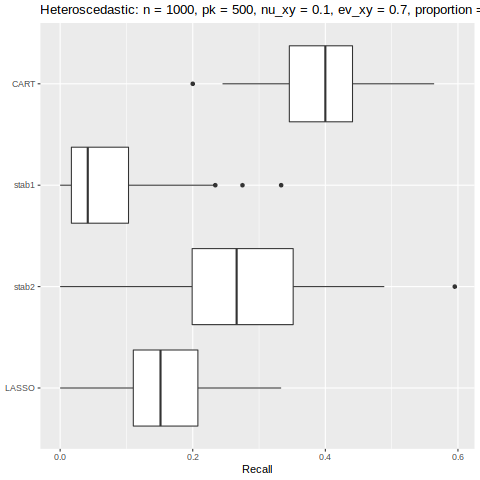 Heteroscedastic: n = 1000, pk = 500, nu_xy = 0.1, ev_xy = 0.7, proportion =
CART
stab1
stab2
LASSO
0.0 0.2 0.4 0.6
Recall